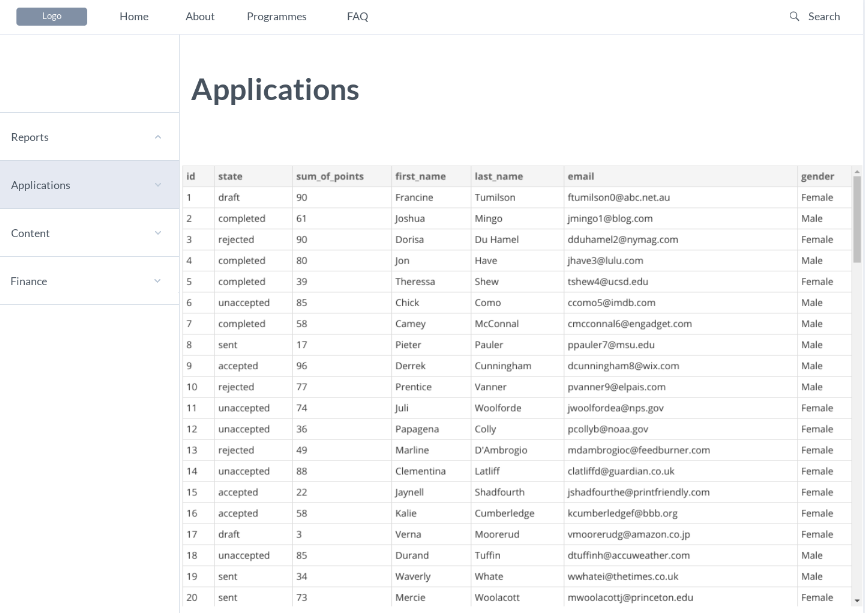 Logo Home About Programmes FAQ Search
Applications
Reports
Applications
Content
Finance
id state sum_of_points first_name last_name email gender
1 draft 90 Francine Tumilson ftumilson0@abc.net.au Female
2 completed 61 Joshua Mingo jmingo1@blog.com Male
3 rejected 90 Dorisa Du Hamel dduhamel2@nymag.com Female
4 completed 80 Jon Have jhave3@lulu.com Male
5 completed 39 Theressa Shew tshew4@ucsd.edu Female
6 unaccepted 85 Chick Como ccomo5@imdb.com Male
7 completed 58 Camey McConnal cmcconnal6@engadget.com Male
8 sent 17 Pieter Pauler ppauler7@msu.edu Male
9 accepted 96 Derrek Cunningham dcunningham8@wix.com Male
10 rejected 77 Prentice Vanner pvanner9@elpais.com Male
11 unaccepted 74 Juli Woolforde jwoolfordea@nps.gov Female
12 unaccepted 36 Papagena Colly pcollyb@noaa.gov Female
13 rejected 49 Marline D'Ambrogio mdambrogioc@feedburner.com Female
14 unaccepted 88 Clementina Latliff clatliffd@guardian.co.uk Female
15 accepted 22 Jaynell Shadfourth jshadfourthe@printfriendly.com Female
16 accepted 58 Kalie Cumberledge kcumberledgef@bbb.org Female
17 draft 3 Verna Moorerud vmoorerudg@amazon.co.jp Female
18 unaccepted 85 Durand Tuffin dtuffinh@accuweather.com Male
19 sent 34 Waverly Whate wwhatei@thetimes.co.uk Male
20 sent 73 Mercie Woolacott mwoolacottj@princeton.edu Female